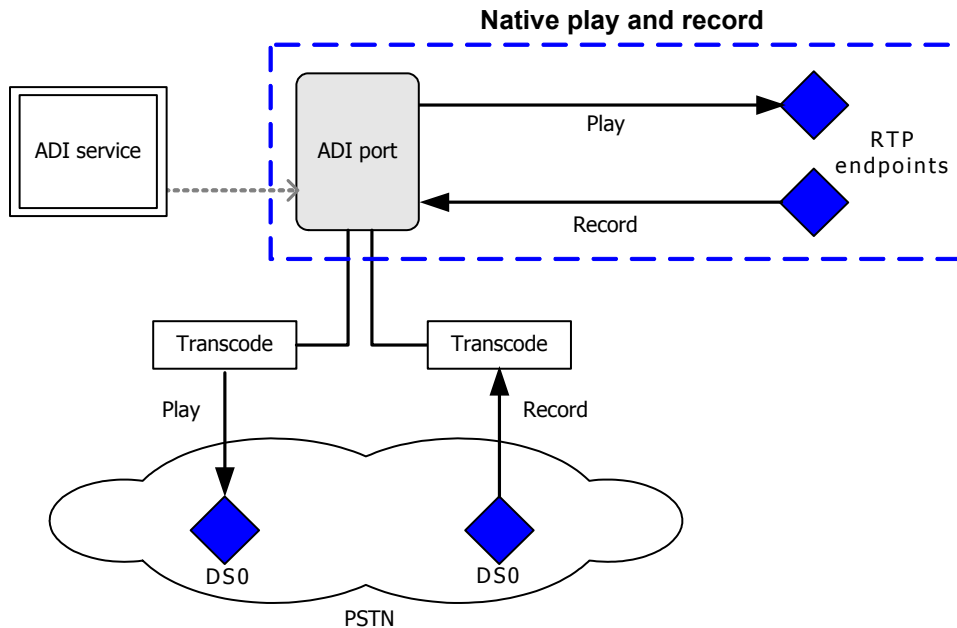 Native play and record
ADI service
ADI port
Play
RTP
endpoints
Record
Transcode
Transcode
Play
Record
DS0
DS0
PSTN